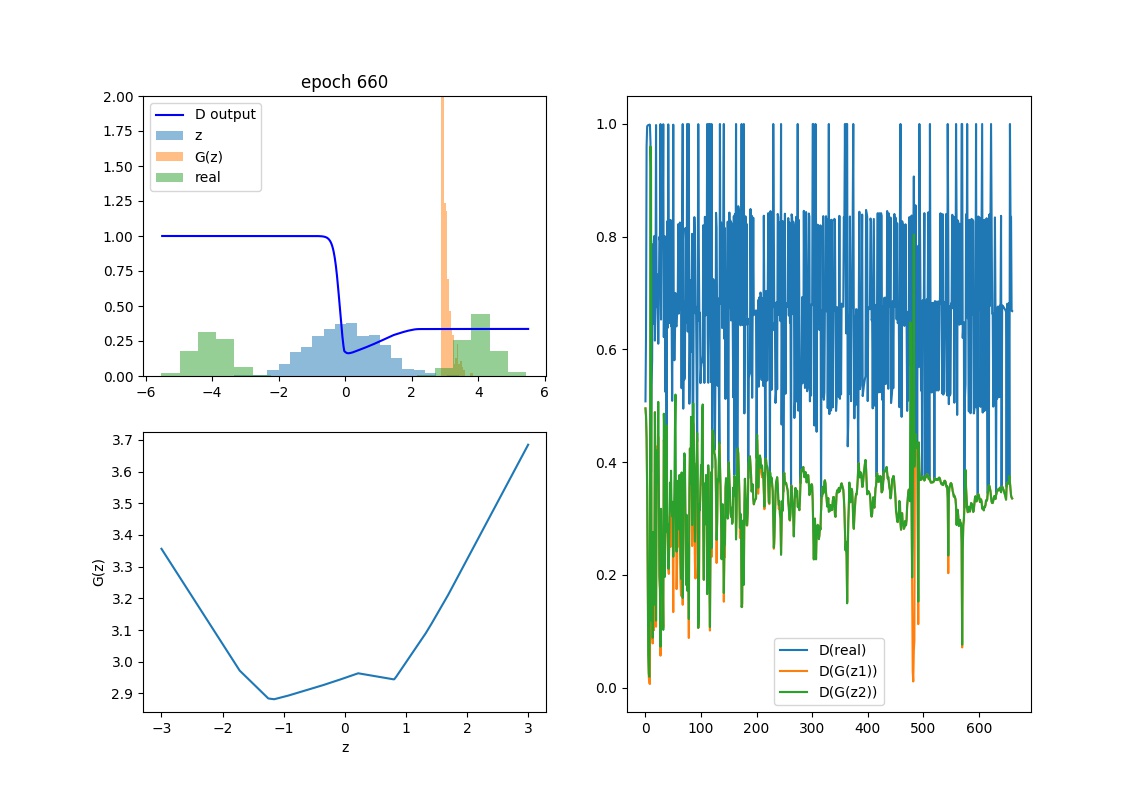 epoch 660
2.00
1.75
1.50
1.25
1.00
0.75
0.50
0.25
0.00
D output
z
G(z)
real
−6 −4 −2 0 2 4 6
3.7
3.6
3.5
3.4
3.3
3.2
3.1
3.0
2.9
G(z)
−3 −2 −1 0 1 2 3
z
1.0
0.8
0.6
0.4
0.2
0.0
D(real)
D(G(z1))
D(G(z2))
0 100 200 300 400 500 600